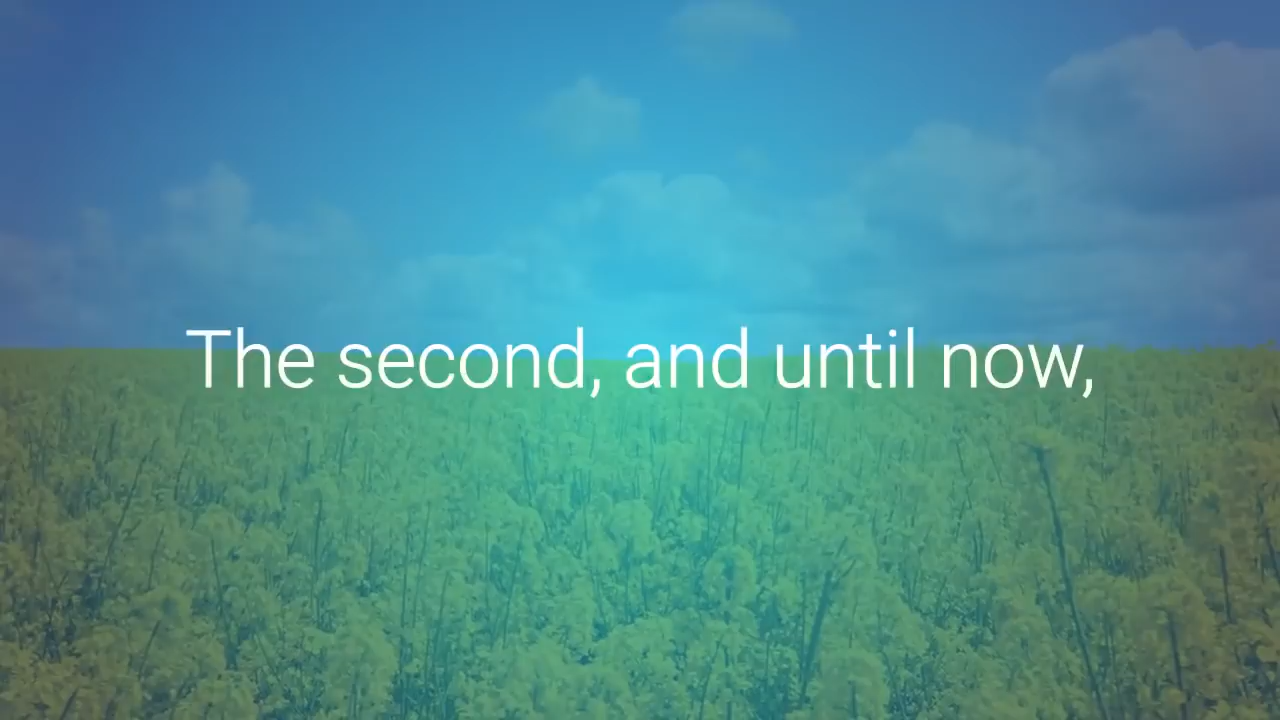 The second, and until now,